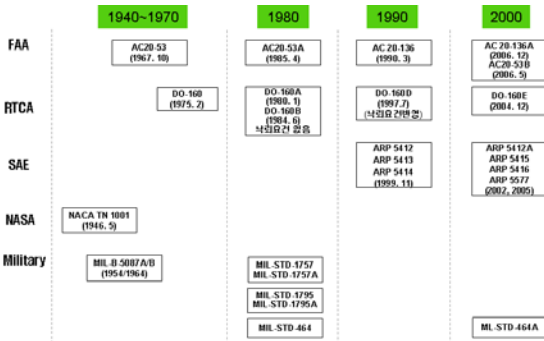 1940~1970 1980 1990 2000
FAA
AC20-53
(1967. 10)
AC20-53A
(1985. 4)
AC 20-136
(1990. 3)
AC 20-136A
(2006. 12)
AC20-53B
(2006. 5)
RTCA
DO-160
(1975. 2)
DO-160A
(1980. 1)
DO-160B
(1984. 6)
낙뢰요건 없음
DO-160D
(1997.7)
(낙뢰요건반영)
DO-160E
(2004. 12)
SAE
ARP 5412
ARP 5413
ARP 5414
(1999. 11)
ARP 5412A
ARP 5415
ARP 5416
ARP 5577
(2002, 2005)
NASA
NACA TN 1001
(1946. 5)
Military
MIL-B-5087A/B
(1954/1964)
MIL-STD-1757
MIL-STD-1757A
MIL-STD-1795
MIL-STD-1795A
MIL-STD-464
ML-STD-464A